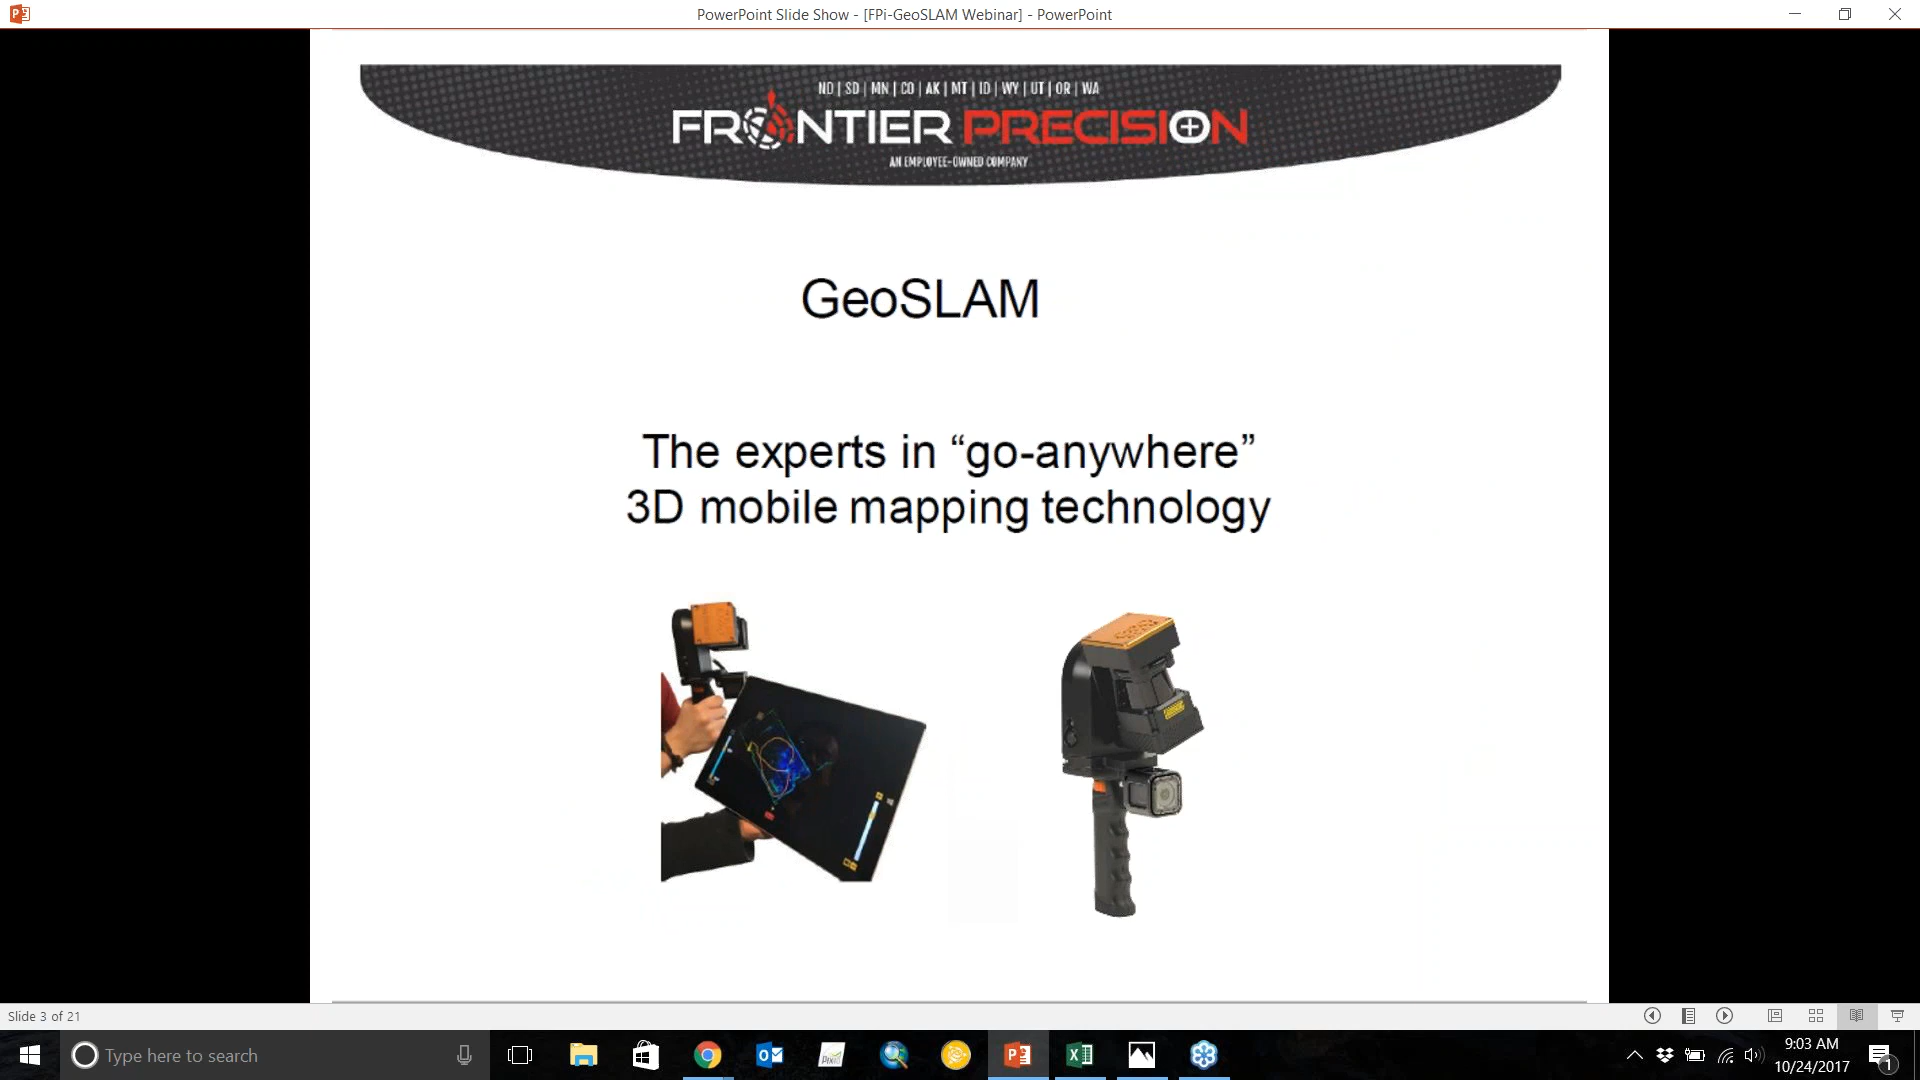 PowerPoint Slide Show - [FPi-GeoSLAM Webinar] - PowerPoint
ND | SD | MN | CO | AK | MT | ID | WY | UT | OR | WA
FRONTIER PRECISION
AN EMPLOYEE-OWNED COMPANY
GeoSLAM
The experts in “go-anywhere”
3D mobile mapping technology
Slide 3 of 21
Type here to search
9:03 AM
10/24/2017
1